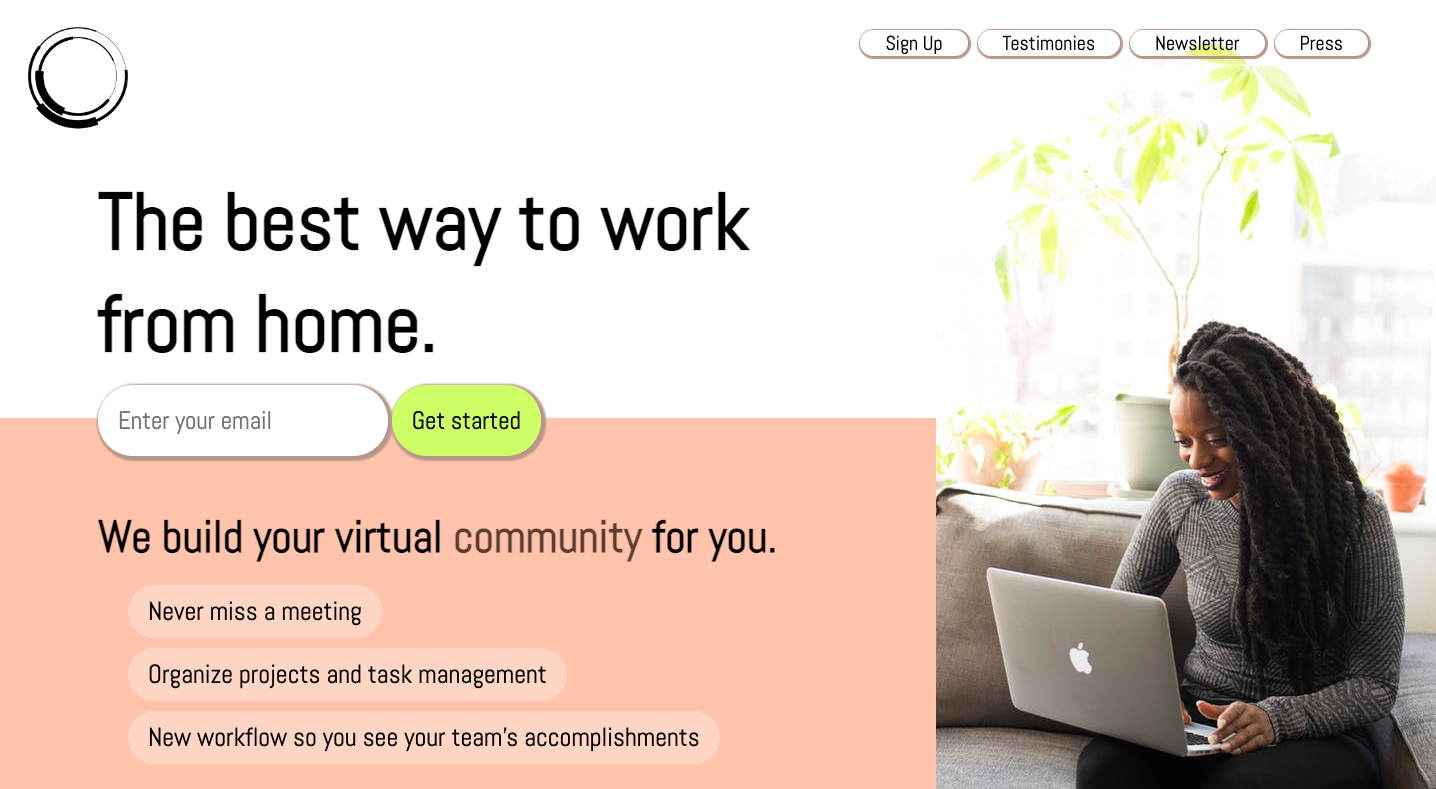 Sign Up
Testimonies
Newsletter
Press
The best way to work
from home.
Enter your email
Get started
We build your virtual community for you.
Never miss a meeting
Organize projects and task management
New workflow so you see your team's accomplishments